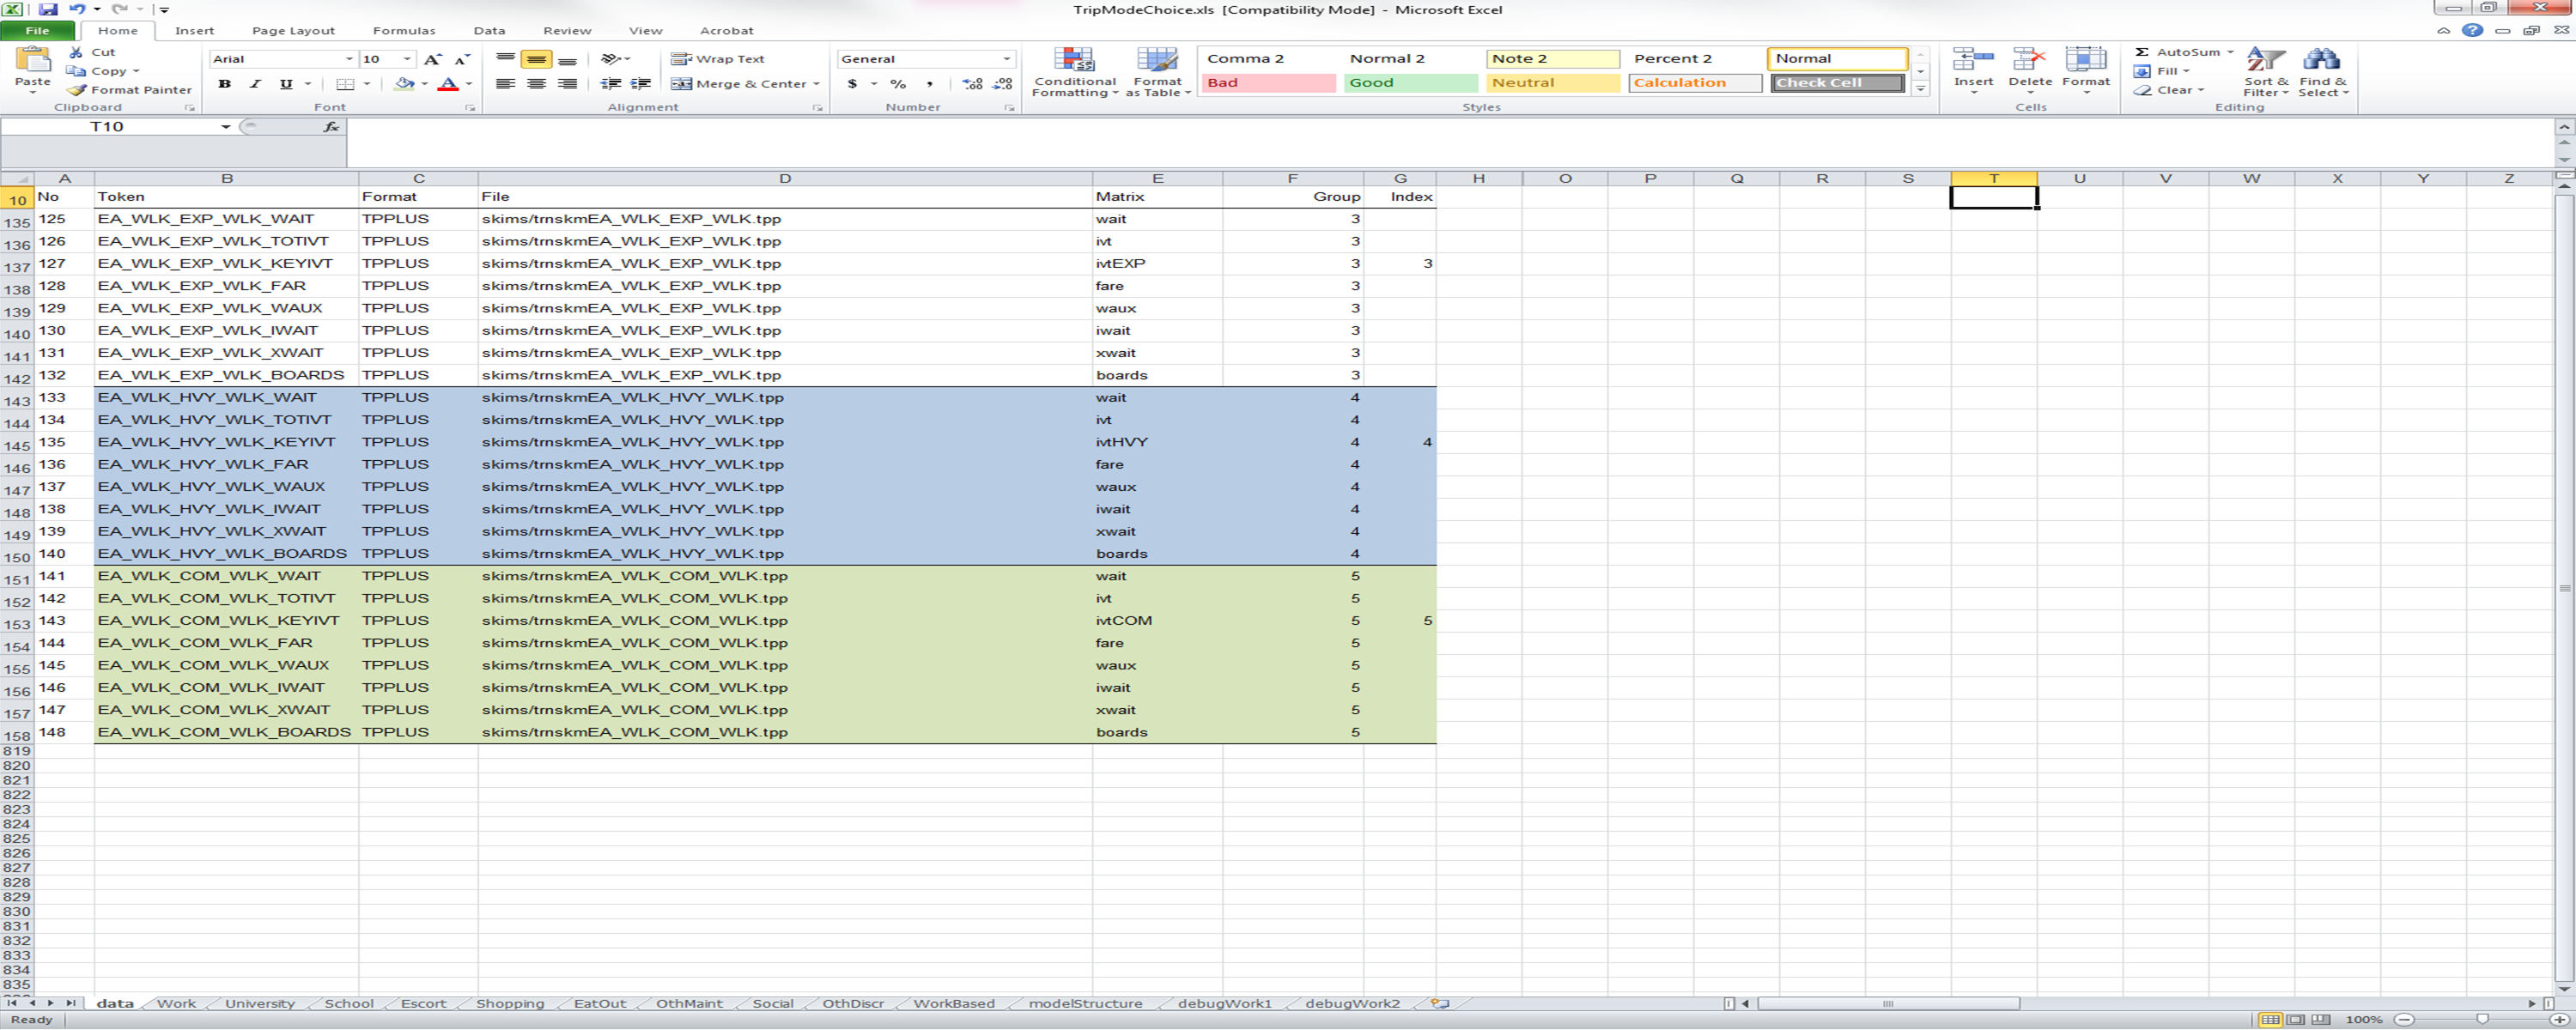 TripModeChoice.xls [Compatibility Mode] - Microsoft Excel
File Home Insert Page Layout Formulas Data Review View Acrobat
Paste Cut Copy Format Painter Clipboard
Arial 10 A A B I U A Font
Wrap Text Merge & Center Alignment
General $ % , .00 Number
Conditional Formatting Format as Table
Comma 2 Normal 2 Note 2 Percent 2 Normal
Bad Good Neutral Calculation Check Cell
Styles
Insert Delete Format Cells
Σ AutoSum Fill Clear Sort & Filter Find & Select Editing
T10 fx
A B C D E F G H O P Q R S T U V W X Y Z
10 No Token Format File Matrix Group Index
135 125 EA_WLK_EXP_WLK_WAIT TPPLUS skims/trnskmEA_WLK_EXP_WLK.tpp wait 3
136 126 EA_WLK_EXP_WLK_TOTIVT TPPLUS skims/trnskmEA_WLK_EXP_WLK.tpp ivt 3
137 127 EA_WLK_EXP_WLK_KEYIVT TPPLUS skims/trnskmEA_WLK_EXP_WLK.tpp ivtEXP 3 3
138 128 EA_WLK_EXP_WLK_FAR TPPLUS skims/trnskmEA_WLK_EXP_WLK.tpp fare 3
139 129 EA_WLK_EXP_WLK_WAUX TPPLUS skims/trnskmEA_WLK_EXP_WLK.tpp waux 3
140 130 EA_WLK_EXP_WLK_IWAIT TPPLUS skims/trnskmEA_WLK_EXP_WLK.tpp iwait 3
141 131 EA_WLK_EXP_WLK_XWAIT TPPLUS skims/trnskmEA_WLK_EXP_WLK.tpp xwait 3
142 132 EA_WLK_EXP_WLK_BOARDS TPPLUS skims/trnskmEA_WLK_EXP_WLK.tpp boards 3
143 133 EA_WLK_HVY_WLK_WAIT TPPLUS skims/trnskmEA_WLK_HVY_WLK.tpp wait 4
144 134 EA_WLK_HVY_WLK_TOTIVT TPPLUS skims/trnskmEA_WLK_HVY_WLK.tpp ivt 4
145 135 EA_WLK_HVY_WLK_KEYIVT TPPLUS skims/trnskmEA_WLK_HVY_WLK.tpp ivtHVY 4 4
146 136 EA_WLK_HVY_WLK_FAR TPPLUS skims/trnskmEA_WLK_HVY_WLK.tpp fare 4
147 137 EA_WLK_HVY_WLK_WAUX TPPLUS skims/trnskmEA_WLK_HVY_WLK.tpp waux 4
148 138 EA_WLK_HVY_WLK_IWAIT TPPLUS skims/trnskmEA_WLK_HVY_WLK.tpp iwait 4
149 139 EA_WLK_HVY_WLK_XWAIT TPPLUS skims/trnskmEA_WLK_HVY_WLK.tpp xwait 4
150 140 EA_WLK_HVY_WLK_BOARDS TPPLUS skims/trnskmEA_WLK_HVY_WLK.tpp boards 4
151 141 EA_WLK_COM_WLK_WAIT TPPLUS skims/trnskmEA_WLK_COM_WLK.tpp wait 5
152 142 EA_WLK_COM_WLK_TOTIVT TPPLUS skims/trnskmEA_WLK_COM_WLK.tpp ivt 5
153 143 EA_WLK_COM_WLK_KEYIVT TPPLUS skims/trnskmEA_WLK_COM_WLK.tpp ivtCOM 5 5
154 144 EA_WLK_COM_WLK_FAR TPPLUS skims/trnskmEA_WLK_COM_WLK.tpp fare 5
155 145 EA_WLK_COM_WLK_WAUX TPPLUS skims/trnskmEA_WLK_COM_WLK.tpp waux 5
156 146 EA_WLK_COM_WLK_IWAIT TPPLUS skims/trnskmEA_WLK_COM_WLK.tpp iwait 5
157 147 EA_WLK_COM_WLK_XWAIT TPPLUS skims/trnskmEA_WLK_COM_WLK.tpp xwait 5
158 148 EA_WLK_COM_WLK_BOARDS TPPLUS skims/trnskmEA_WLK_COM_WLK.tpp boards 5
819
820
821
822
823
824
825
826
827
828
829
830
831
832
833
834
835
data Work University School Escort Shopping EatOut OthMaint Social OthDiscr WorkBased modelStructure debugWork1 debugWork2
Ready 100%